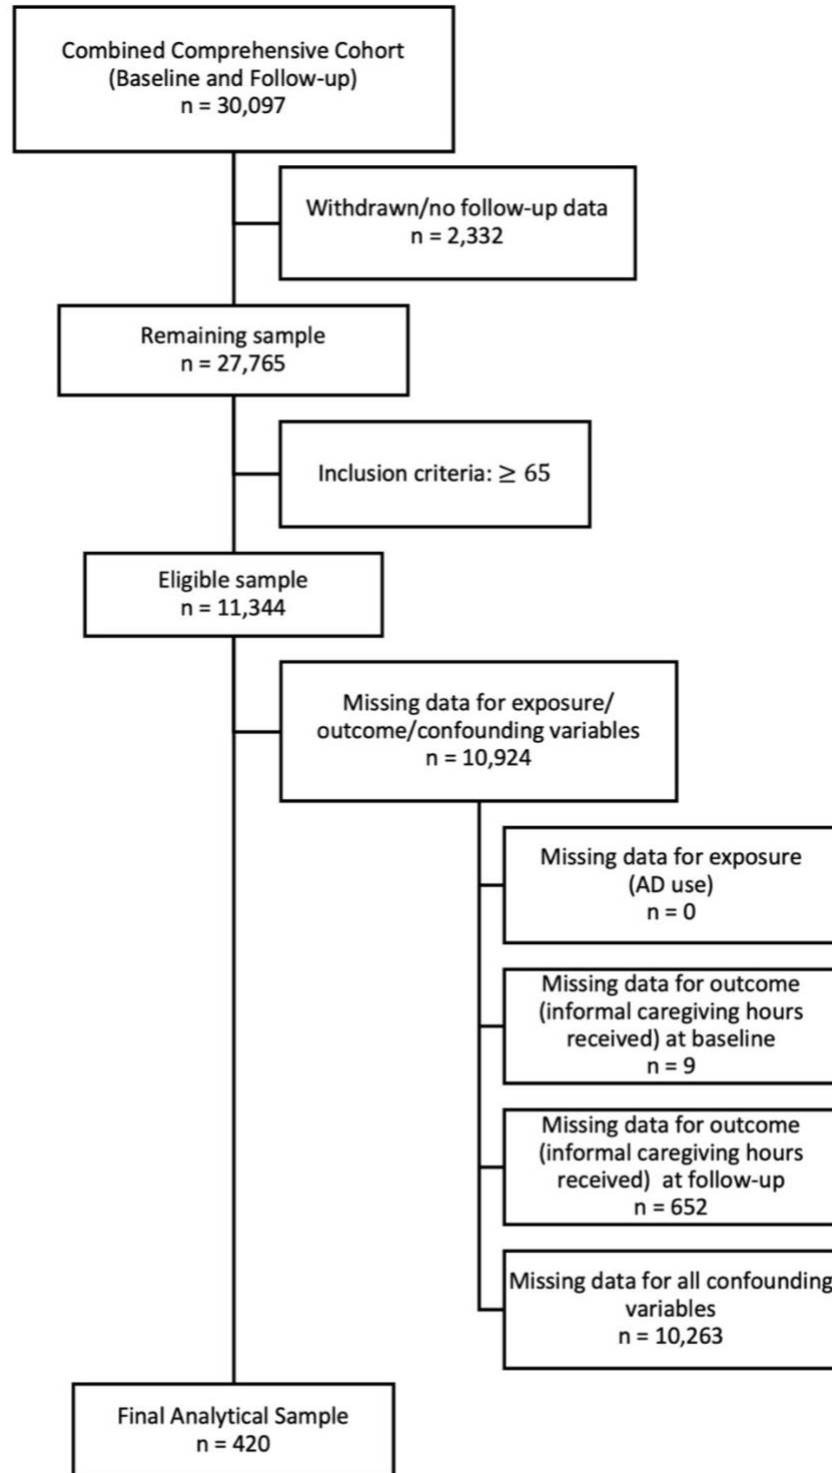 Combined Comprehensive Cohort
(Baseline and Follow-up)
n = 30,097
Withdrawn/no follow-up data
n = 2,332
Remaining sample
n = 27,765
Inclusion criteria: ≥ 65
Eligible sample
n = 11,344
Missing data for exposure/
outcome/confounding variables
n = 10,924
Missing data for exposure
(AD use)
n = 0
Missing data for outcome
(informal caregiving hours
received) at baseline
n = 9
Missing data for outcome
(informal caregiving hours
received) at follow-up
n = 652
Missing data for all confounding
variables
n = 10,263
Final Analytical Sample
n = 420